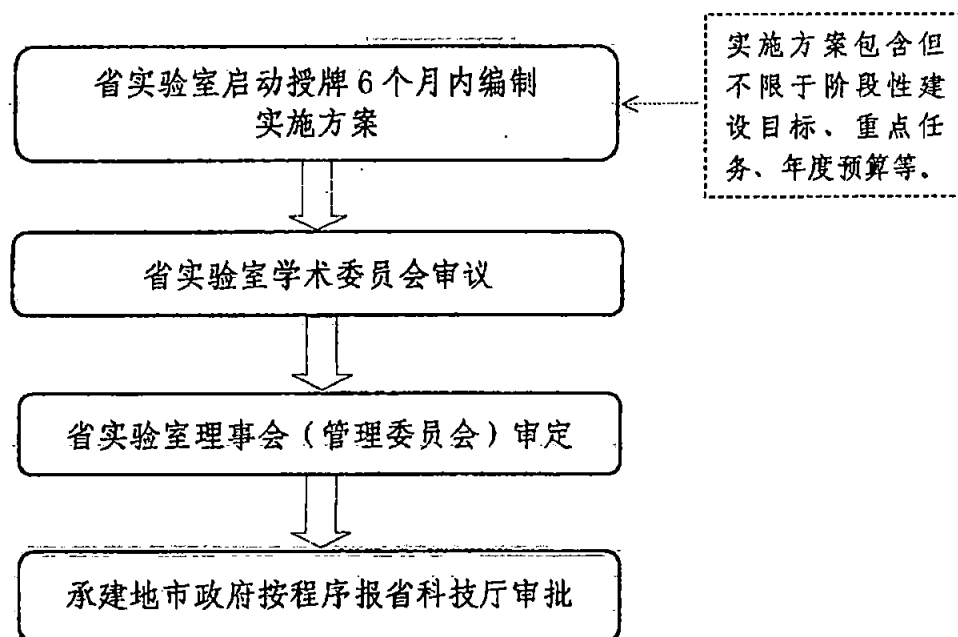 省实验室启动授牌6个月内编制
实施方案
实施方案包含但
不限于阶段性建
设目标、重点任
务、年度预算等。
省实验室学术委员会审议
省实验室理事会（管理委员会）审定
承建地市政府按程序报省科技厅审批